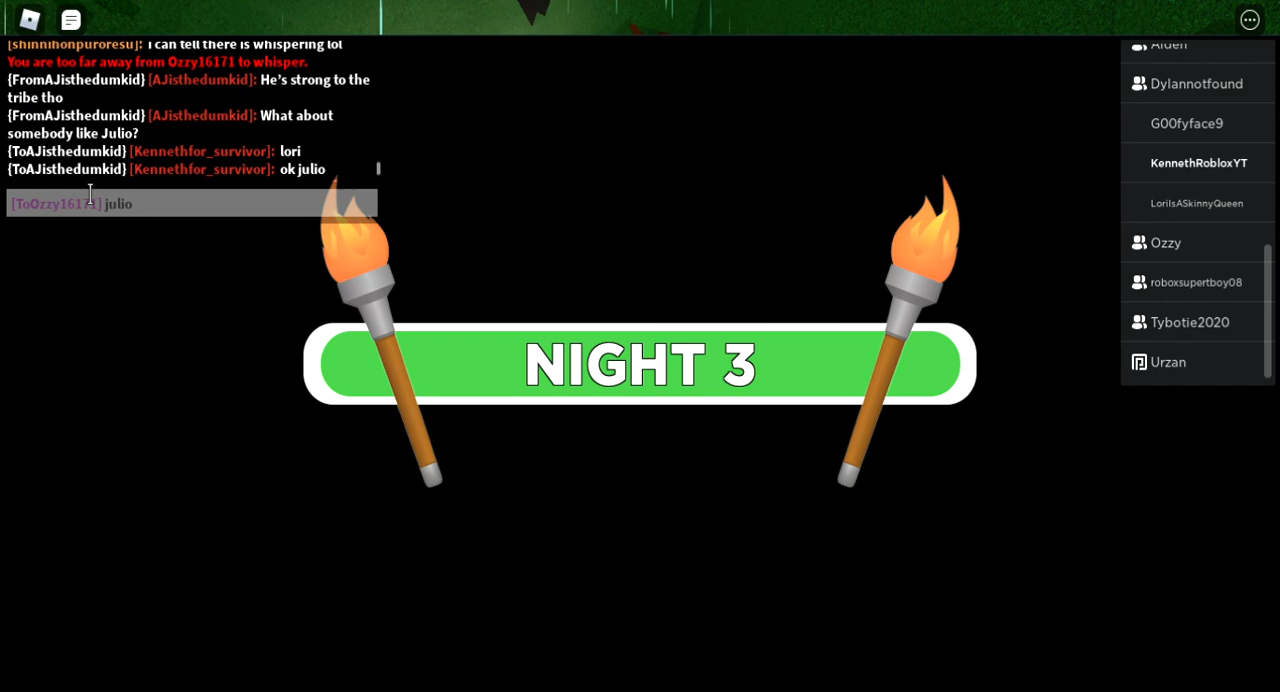 [shinnihonpuroresu]: i can tell there is whispering lol
You are too far away from Ozzy16171 to whisper.
{FromAJisthedumkid} [AJisthedumkid]: He's strong to the
tribe tho
{FromAJisthedumkid} [AJisthedumkid]: What about
somebody like Julio?
{ToAJisthedumkid} [Kennethfor_survivor]: lori
{ToAJisthedumkid} [Kennethfor_survivor]: ok julio
[ToOzzy16171] julio
NIGHT 3
Aiden
Dylannotfound
G00fyface9
KennethRobloxYT
LoriIsASkinnyQueen
Ozzy
roboxsupertboy08
Tybotie2020
Urzan